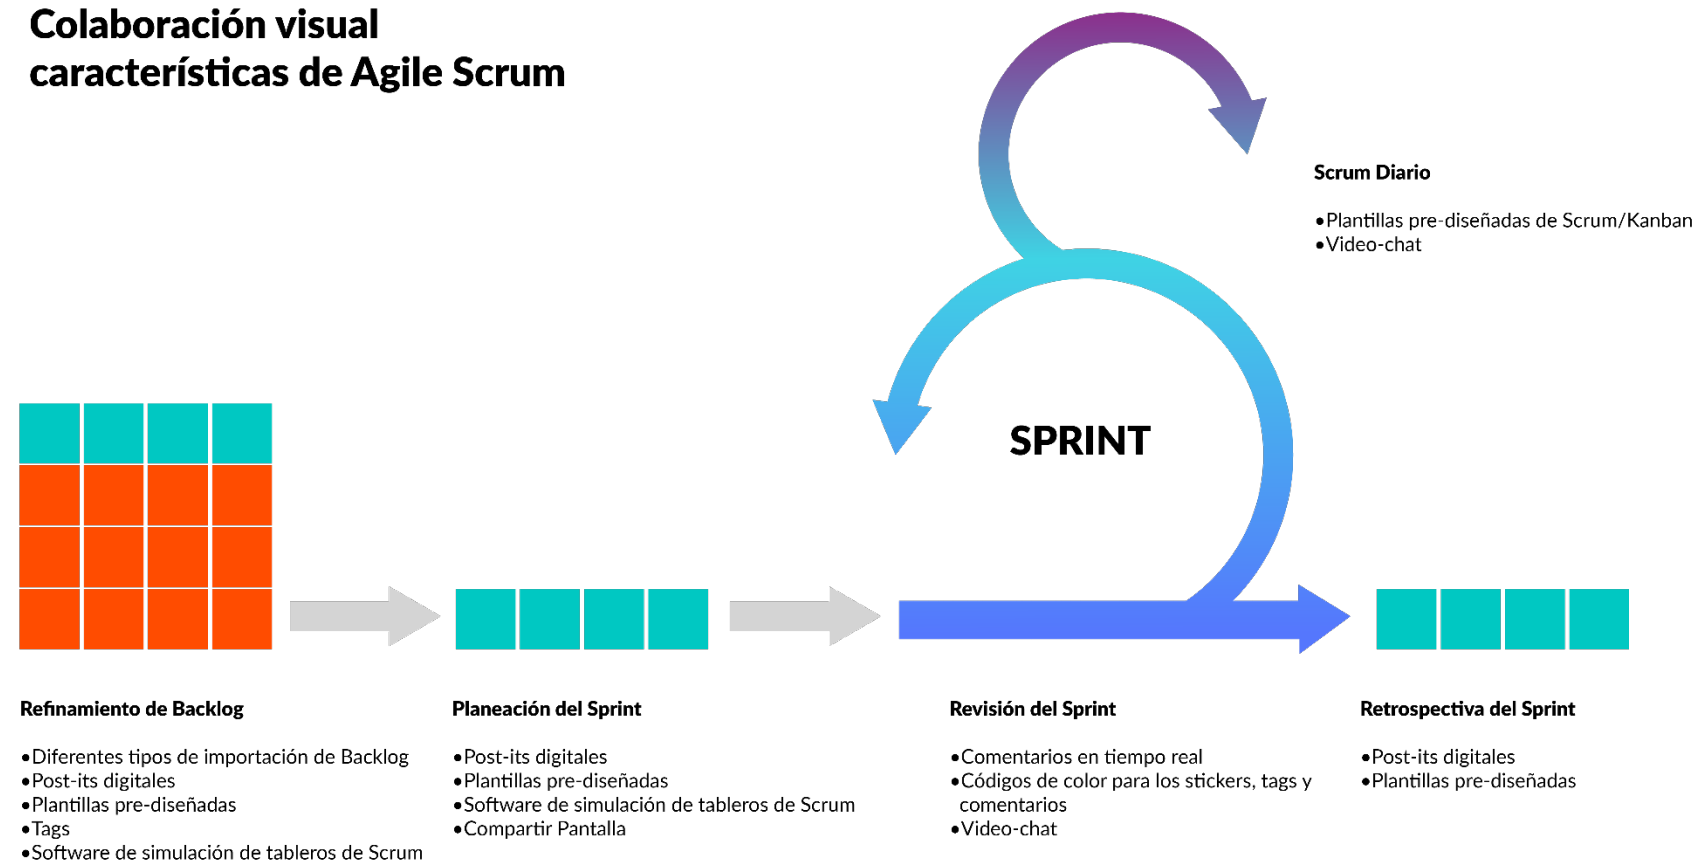 Colaboración visual
características de Agile Scrum
Scrum Diario
•Plantillas pre-diseñadas de Scrum/Kanban
•Video-chat
SPRINT
Refinamiento de Backlog
•Diferentes tipos de importación de Backlog
•Post-its digitales
•Plantillas pre-diseñadas
•Tags
•Software de simulación de tableros de Scrum
Planeación del Sprint
•Post-its digitales
•Plantillas pre-diseñadas
•Software de simulación de tableros de Scrum
•Compartir Pantalla
Revisión del Sprint
•Comentarios en tiempo real
•Códigos de color para los stickers, tags y
comentarios
•Video-chat
Retrospectiva del Sprint
•Post-its digitales
•Plantillas pre-diseñadas